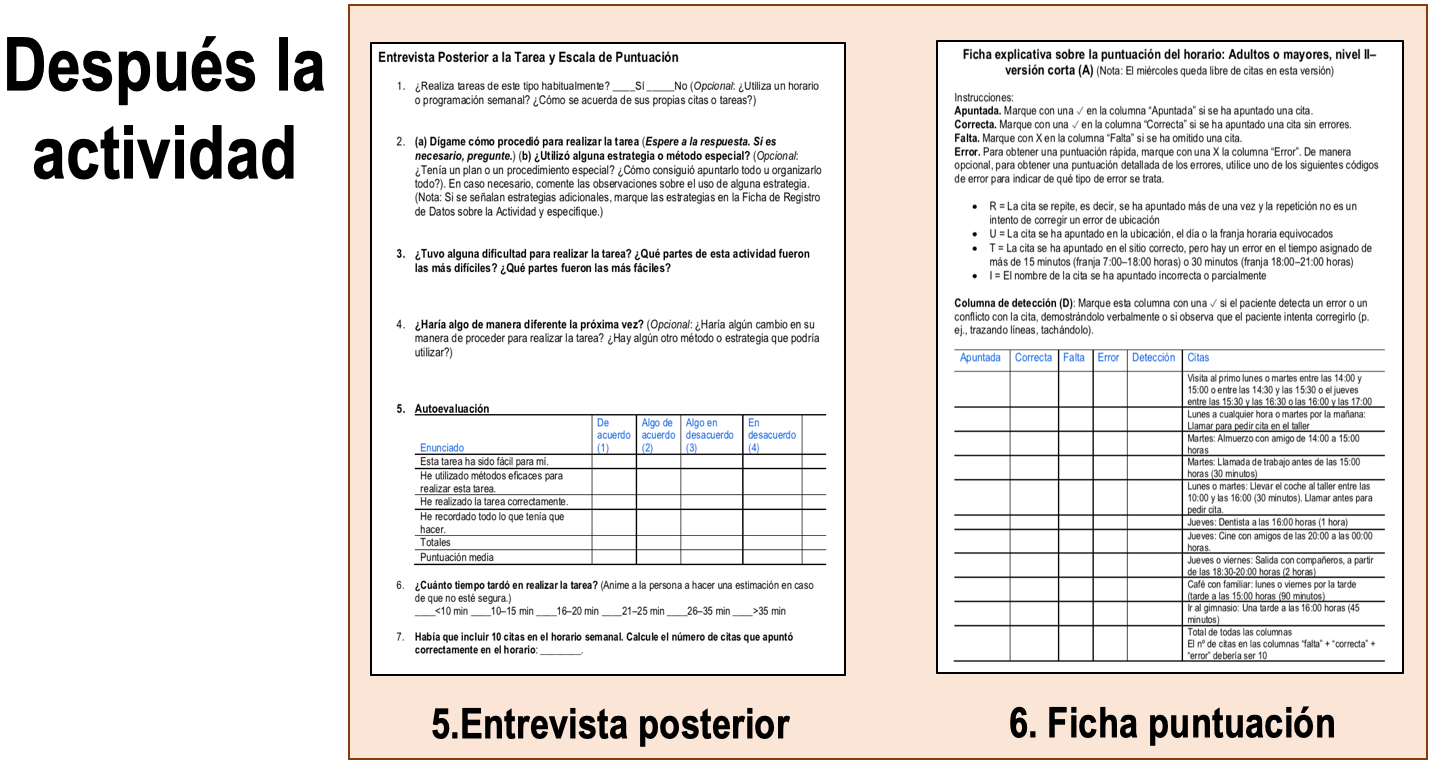 Después la
actividad
Entrevista Posterior a la Tarea y Escala de Puntuación
1. ¿Realiza tareas de este tipo habitualmente? ____Sí _____No (Opcional: ¿Utiliza un horario
o programación semanal? ¿Cómo se acuerda de sus propias citas o tareas?)
2. (a) Dígame cómo procedió para realizar la tarea (Espere a la respuesta. Si es
necesario, pregunte.) (b) ¿Utilizó alguna estrategia o método especial? (Opcional:
¿Tenía un plan o un procedimiento especial? ¿Cómo consiguió apuntarlo todo u organizarlo
todo?). En caso necesario, comente las observaciones sobre el uso de alguna estrategia.
(Nota: Si se señalan estrategias adicionales, marque las estrategias en la Ficha de Registro
de Datos sobre la Actividad y especifique.)
3. ¿Tuvo alguna dificultad para realizar la tarea? ¿Qué partes de esta actividad fueron
las más difíciles? ¿Qué partes fueron las más fáciles?
4. ¿Haría algo de manera diferente la próxima vez? (Opcional: ¿Haría algún cambio en su
manera de proceder para realizar la tarea? ¿Hay algún otro método o estrategia que podría
utilizar?)
5. Autoevaluación
Enunciado
De
acuerdo
(1)
Algo de
acuerdo
(2)
Algo en
desacuerdo
(3)
En
desacuerdo
(4)
Esta tarea ha sido fácil para mí.
He utilizado métodos eficaces para
realizar esta tarea.
He realizado la tarea correctamente.
He recordado todo lo que tenía que
hacer.
Totales
Puntuación media
6. ¿Cuánto tiempo tardó en realizar la tarea? (Anime a la persona a hacer una estimación en caso
de que no esté segura.)
____<10 min ____10–15 min ____16–20 min ____21–25 min ____26–35 min ____>35 min
7. Había que incluir 10 citas en el horario semanal. Calcule el número de citas que apuntó
correctamente en el horario: ________.
5.Entrevista posterior
Ficha explicativa sobre la puntuación del horario: Adultos o mayores, nivel II–
versión corta (A) (Nota: El miércoles queda libre de citas en esta versión)
Instrucciones:
Apuntada. Marque con una ✓ en la columna “Apuntada” si se ha apuntado una cita.
Correcta. Marque con una ✓ en la columna “Correcta” si se ha apuntado una cita sin errores.
Falta. Marque con X en la columna “Falta” si se ha omitido una cita.
Error. Para obtener una puntuación rápida, marque con una X la columna “Error”. De manera
opcional, para obtener una puntuación detallada de los errores, utilice uno de los siguientes códigos
de error para indicar de qué tipo de error se trata.
• R = La cita se repite, es decir, se ha apuntado más de una vez y la repetición no es un
intento de corregir un error de ubicación
• U = La cita se ha apuntado en la ubicación, el día o la franja horaria equivocados
• T = La cita se ha apuntado en el sitio correcto, pero hay un error en el tiempo asignado de
más de 15 minutos (franja 7:00–18:00 horas) o 30 minutos (franja 18:00–21:00 horas)
• I = El nombre de la cita se ha apuntado incorrecta o parcialmente
Columna de detección (D): Marque esta columna con una ✓ si el paciente detecta un error o un
conflicto con la cita, demostrándolo verbalmente o si observa que el paciente intenta corregirlo (p.
ej., trazando líneas, tachándolo).
Apuntada Correcta Falta Error Detección Citas
Visita al primo lunes o martes entre las 14:00 y
15:00 o entre las 14:30 y las 15:30 o el jueves
entre las 15:30 y las 16:30 o las 16:00 y las 17:00
Lunes a cualquier hora o martes por la mañana:
Llamar para pedir cita en el taller
Martes: Almuerzo con amigo de 14:00 a 15:00
horas
Martes: Llamada de trabajo antes de las 15:00
horas (30 minutos)
Lunes o martes: Llevar el coche al taller entre las
10:00 y las 16:00 (30 minutos). Llamar antes para
pedir cita.
Jueves: Dentista a las 16:00 horas (1 hora)
Jueves: Cine con amigos de las 20:00 a las 00:00
horas.
Jueves o viernes: Salida con compañeros, a partir
de las 18:30-20:00 horas (2 horas)
Café con familiar: lunes o viernes por la tarde
(tarde a las 15:00 horas (90 minutos)
Ir al gimnasio: Una tarde a las 16:00 horas (45
minutos)
Total de todas las columnas
El nº de citas en las columnas “falta” + “correcta” +
“error” debería ser 10
6. Ficha puntuación